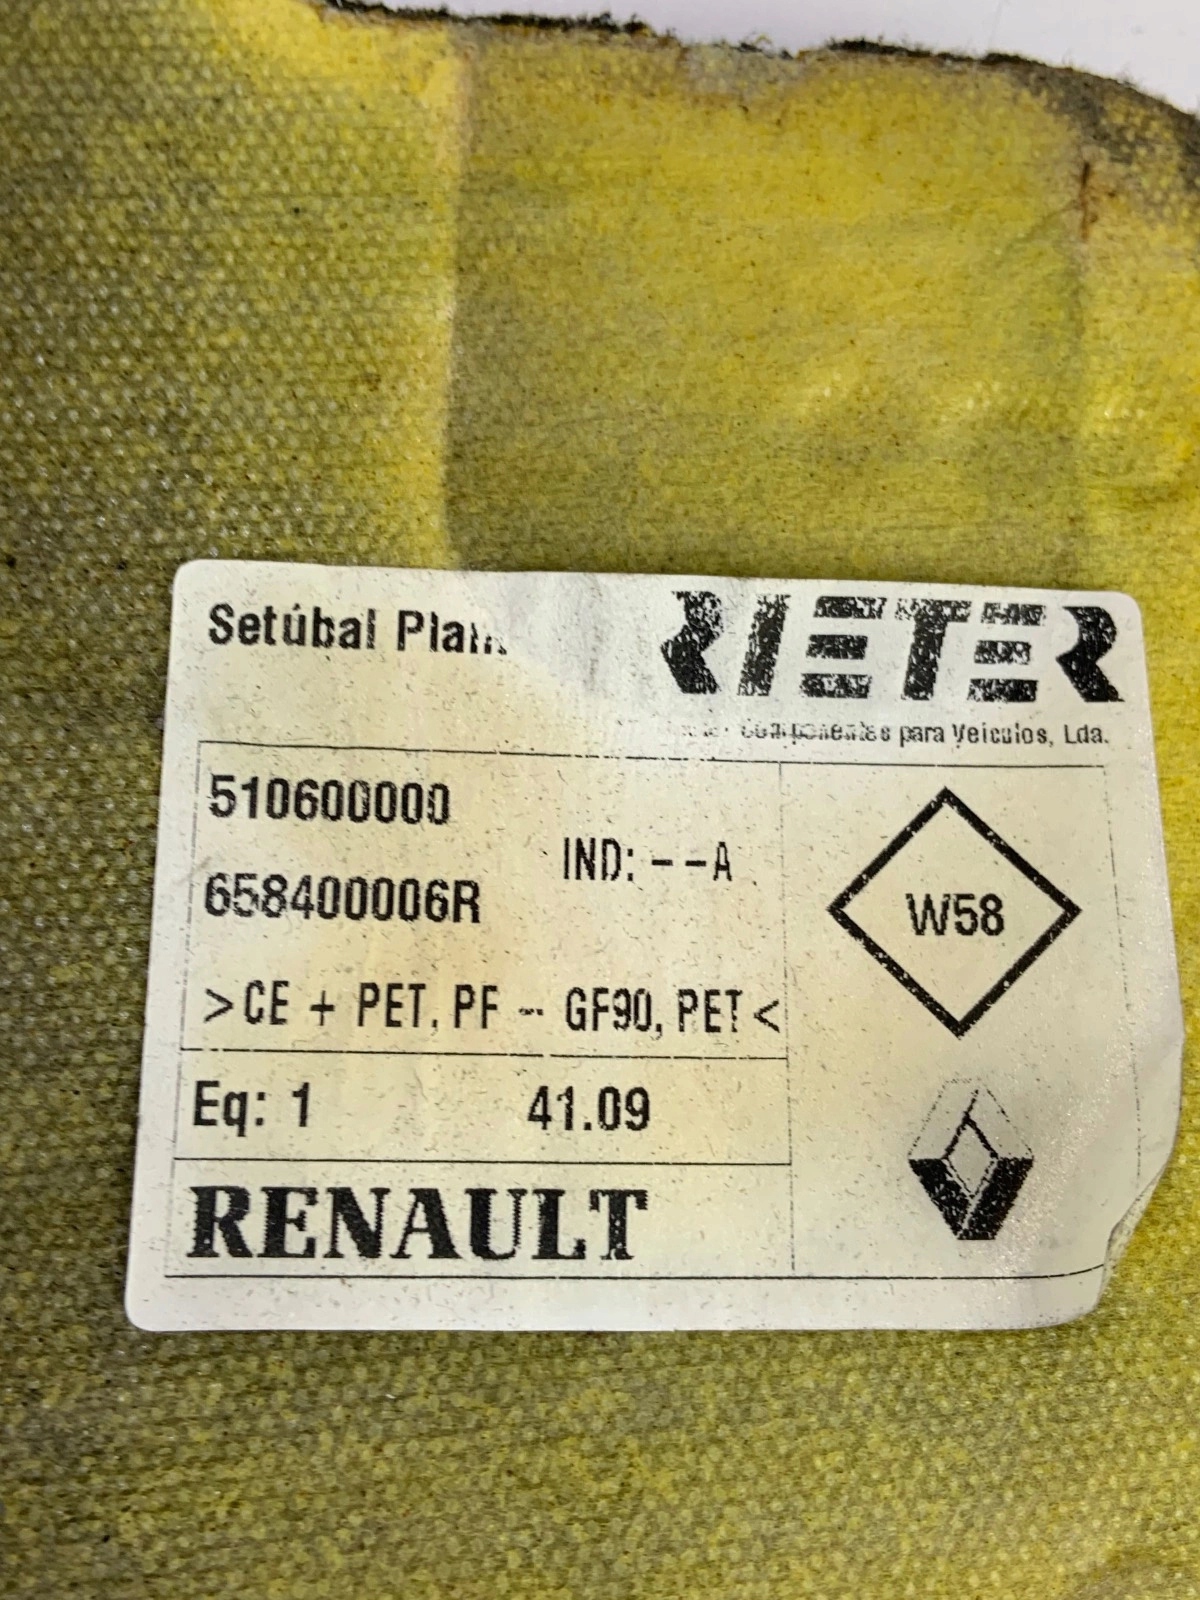 Setúbal
RIETER
Componentes para Veículos, Lda.
510600000
IND: --A
658400006R
W58
>CE + PET, PF -- GF90, PET<
Eq: 1 41.09
RENAULT